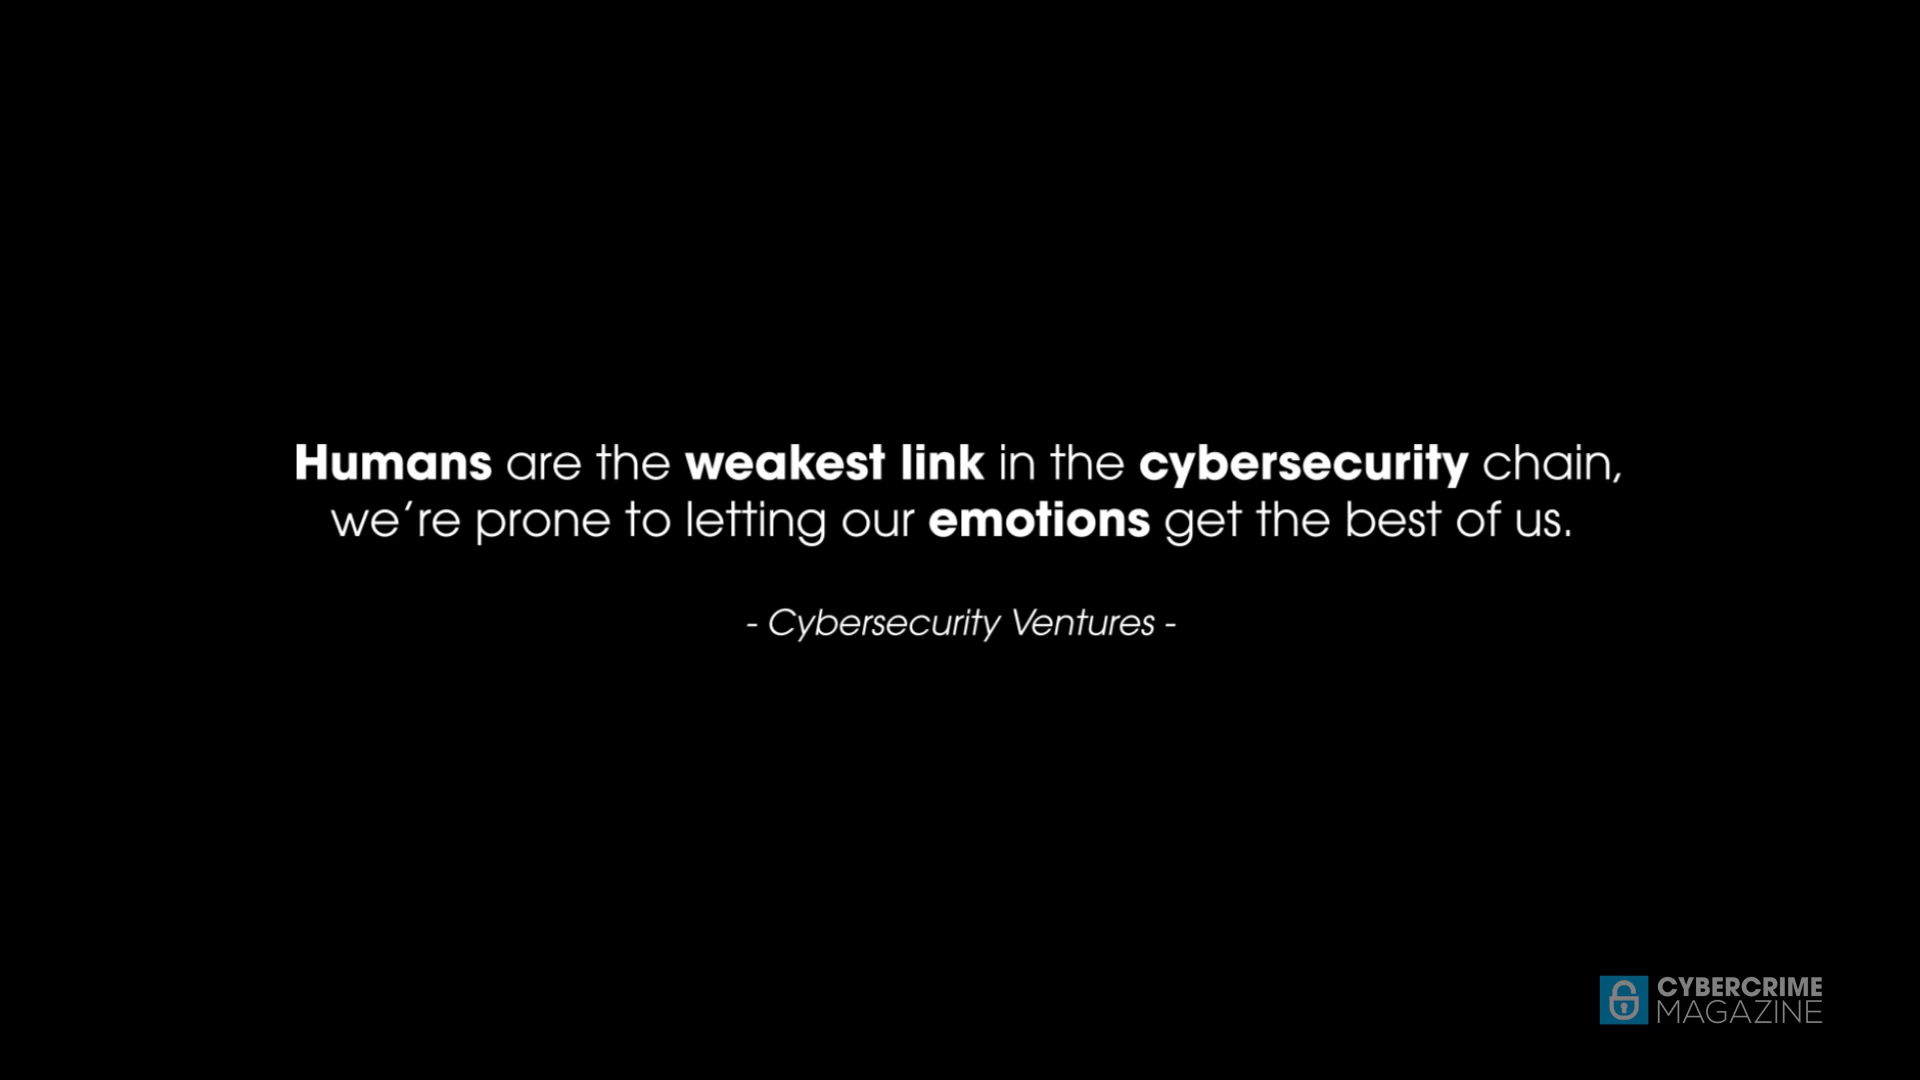 Humans are the weakest link in the cybersecurity chain,
we’re prone to letting our emotions get the best of us.
- Cybersecurity Ventures -
CYBERCRIME
MAGAZINE